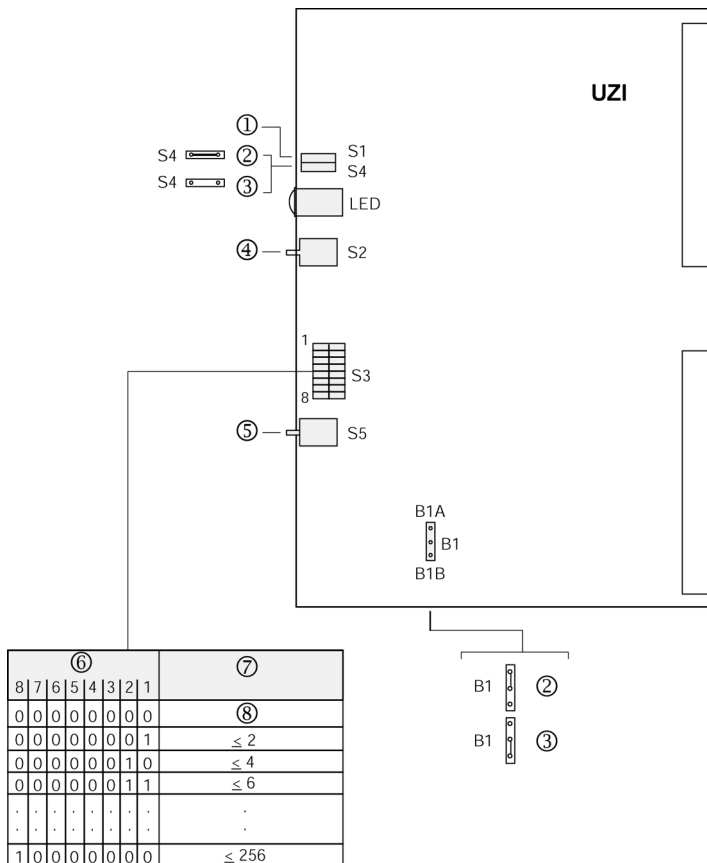 UZI
①
S4 ② S1
S4 ③ S4
LED
④ S2
1
S3
8
⑤ S5
B1A
B1
B1B
⑥ ⑦
8 7 6 5 4 3 2 1
0 0 0 0 0 0 0 0 ⑧
0 0 0 0 0 0 0 1 ≤ 2
0 0 0 0 0 0 1 0 ≤ 4
0 0 0 0 0 0 1 1 ≤ 6
. . . . . . . . .
. . . . . . . . .
1 0 0 0 0 0 0 0 ≤ 256
B1 ②
B1 ③